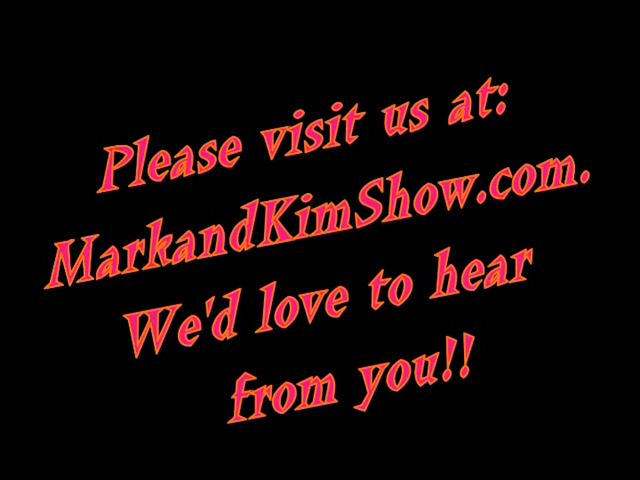 Please visit us at:
MarkandKimShow.com.
We'd love to hear
from you!!